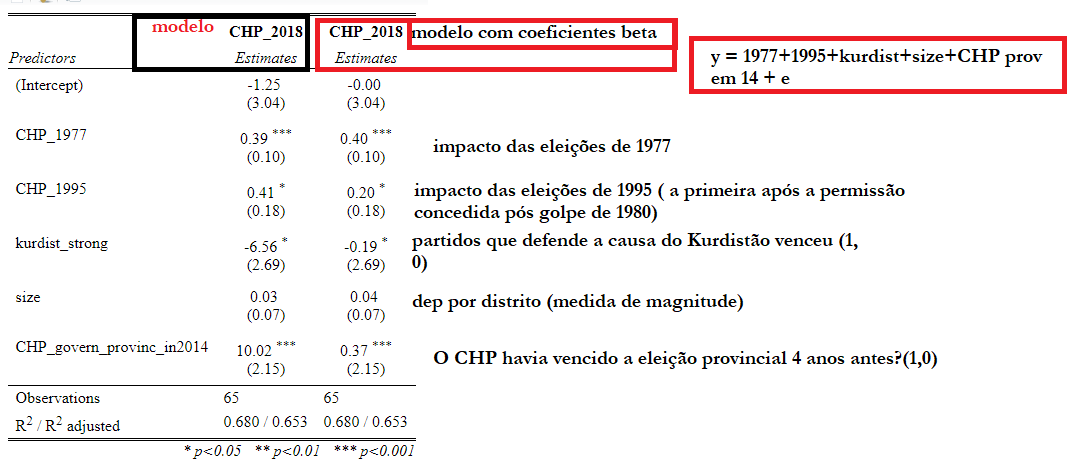 modelo CHP_2018 CHP_2018 modelo com coeficientes beta
Predictors Estimates Estimates
y = 1977+1995+kurdist+size+CHP prov
em 14 + e
(Intercept) -1.25 -0.00
(3.04) (3.04)
CHP_1977 0.39 *** 0.40 ***
(0.10) (0.10)
impacto das eleições de 1977
CHP_1995 0.41 * 0.20 *
(0.18) (0.18)
impacto das eleições de 1995 ( a primeira após a permissão
concedida pós golpe de 1980)
kurdist_strong -6.56 * -0.19 *
(2.69) (2.69)
partidos que defende a causa do Kurdistão venceu (1,
0)
size 0.03 0.04
(0.07) (0.07)
dep por distrito (medida de magnitude)
CHP_govern_provinc_in2014 10.02 *** 0.37 ***
(2.15) (2.15)
O CHP havia vencido a eleição provincial 4 anos antes?(1,0)
Observations 65 65
R2 / R2 adjusted 0.680 / 0.653 0.680 / 0.653
* p<0.05 ** p<0.01 *** p<0.001